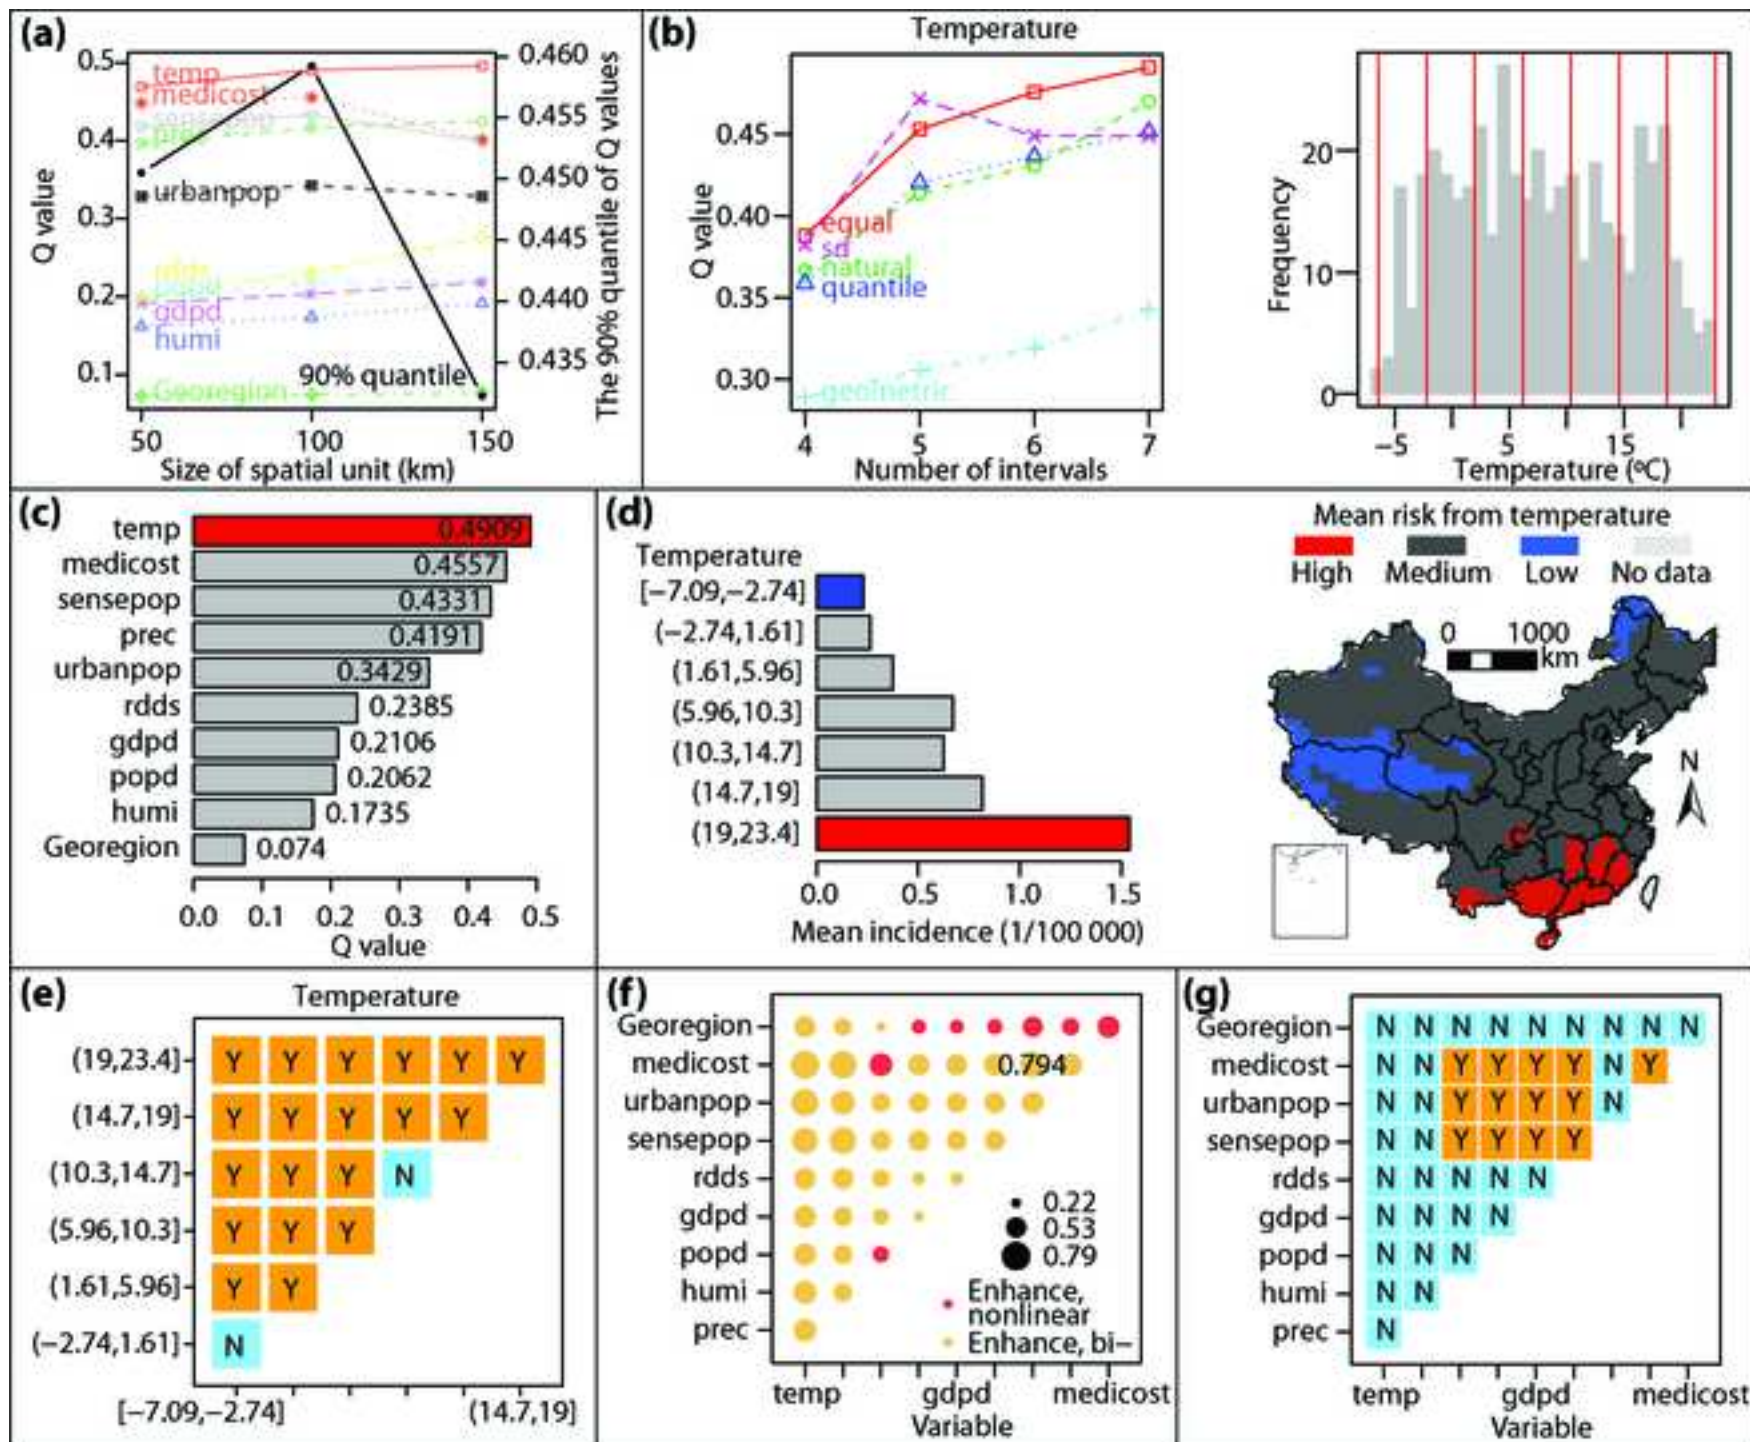 (a)
0.5
0.4
0.3
0.2
0.1
Q value
temp
medicost
sensepop
prec
urbanpop
rdds
popd
gdpd
humi
Georegion
90% quantile
0.460
0.455
0.450
0.445
0.440
0.435
The 90% quantile of Q values
50 100 150
Size of spatial unit (km)
(b)
Temperature
Q value
0.45
0.40
0.35
0.30
equal
sd
natural
quantile
geometric
4 5 6 7
Number of intervals
Frequency
20
10
0
−5 5 15
Temperature (ºC)
(c)
temp 0.4909
medicost 0.4557
sensepop 0.4331
prec 0.4191
urbanpop 0.3429
rdds 0.2385
gdpd 0.2106
popd 0.2062
humi 0.1735
Georegion 0.074
0.0 0.1 0.2 0.3 0.4 0.5
Q value
(d)
Temperature
[−7.09,−2.74]
(−2.74,1.61]
(1.61,5.96]
(5.96,10.3]
(10.3,14.7]
(14.7,19]
(19,23.4]
0.0 0.5 1.0 1.5
Mean incidence (1/100 000)
Mean risk from temperature
High Medium Low No data
0 1000
km
N
(e)
Temperature
(19,23.4] Y Y Y Y Y Y
(14.7,19] Y Y Y Y Y
(10.3,14.7] Y Y Y N
(5.96,10.3] Y Y Y
(1.61,5.96] Y Y
(−2.74,1.61] N
[−7.09,−2.74] (14.7,19]
(f)
Georegion
medicost 0.794
urbanpop
sensepop
rdds
gdpd
popd
humi
prec
0.22
0.53
0.79
Enhance,
nonlinear
Enhance, bi−
temp gdpd medicost
Variable
(g)
Georegion N N N N N N N N N
medicost N N Y Y Y Y N Y
urbanpop N N Y Y Y Y N
sensepop N N Y Y Y Y
rdds N N N N N
gdpd N N N N
popd N N N
humi N N
prec N
temp gdpd medicost
Variable